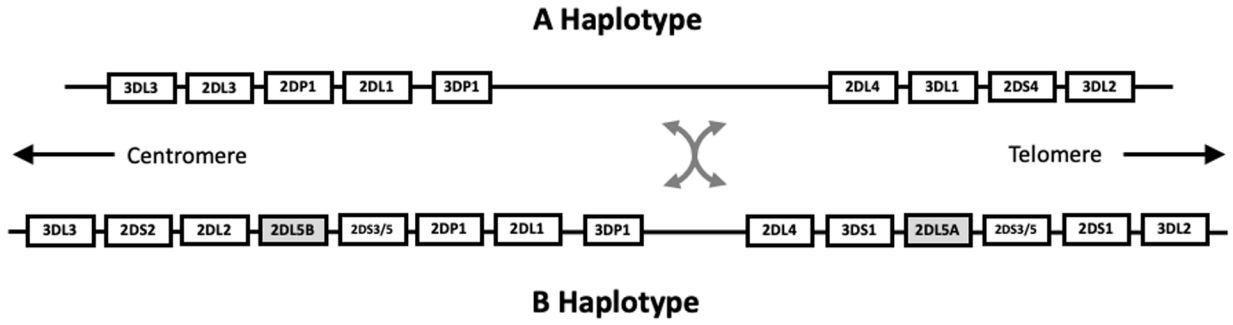 A Haplotype
3DL3 2DL3 2DP1 2DL1 3DP1 2DL4 3DL1 2DS4 3DL2
Centromere Telomere
3DL3 2DS2 2DL2 2DL5B 2DS3/5 2DP1 2DL1 3DP1 2DL4 3DS1 2DL5A 2DS3/5 2DS1 3DL2
B Haplotype